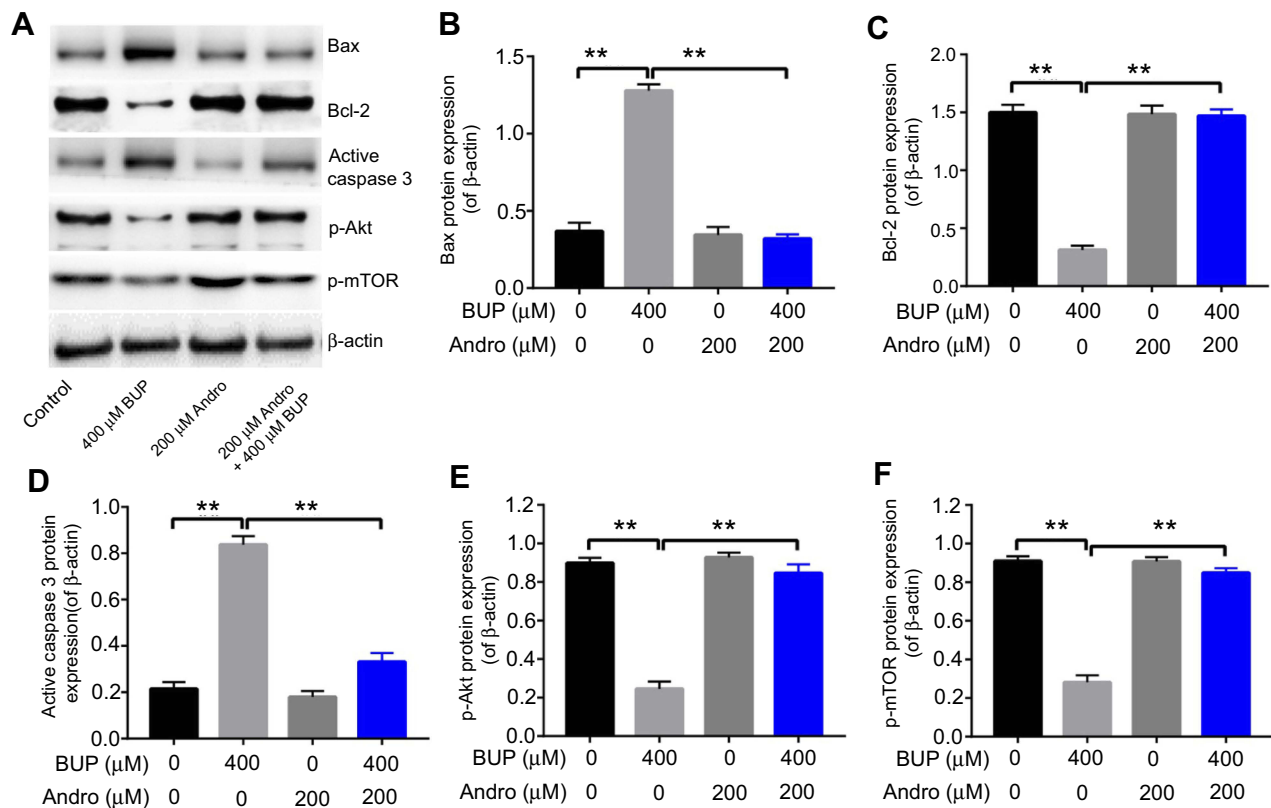 A
Bax
Bcl-2
Active
caspase 3
p-Akt
p-mTOR
β-actin
Control
400 μM BUP
200 μM Andro
200 μM Andro
+ 400 μM BUP
B
Bax protein expression
(of β-actin)
1.5
1.0
0.5
0.0
** **
BUP (μM) 0 400 0 400
Andro (μM) 0 0 200 200
C
Bcl-2 protein expression
(of β-actin)
2.0
1.5
1.0
0.5
0.0
** **
BUP (μM) 0 400 0 400
Andro (μM) 0 0 200 200
D
Active caspase 3 protein
expression(of β-actin)
1.0
0.8
0.6
0.4
0.2
0.0
** **
BUP (μM) 0 400 0 400
Andro (μM) 0 0 200 200
E
p-Akt protein expression
(of β-actin)
1.2
1.0
0.8
0.6
0.4
0.2
0.0
** **
BUP (μM) 0 400 0 400
Andro (μM) 0 0 200 200
F
p-mTOR protein expression
(of β-actin)
1.2
1.0
0.8
0.6
0.4
0.2
0.0
** **
BUP (μM) 0 400 0 400
Andro (μM) 0 0 200 200